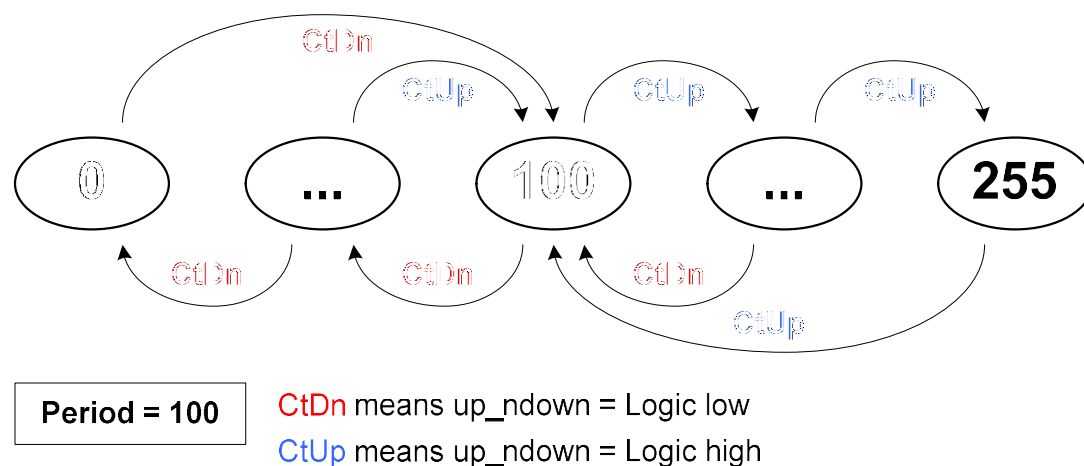 CtDn
CtUp
CtUp
CtUp
0
...
100
...
255
CtDn
CtDn
CtDn
CtUp
Period = 100
CtDn means up_ndown = Logic low
CtUp means up_ndown = Logic high